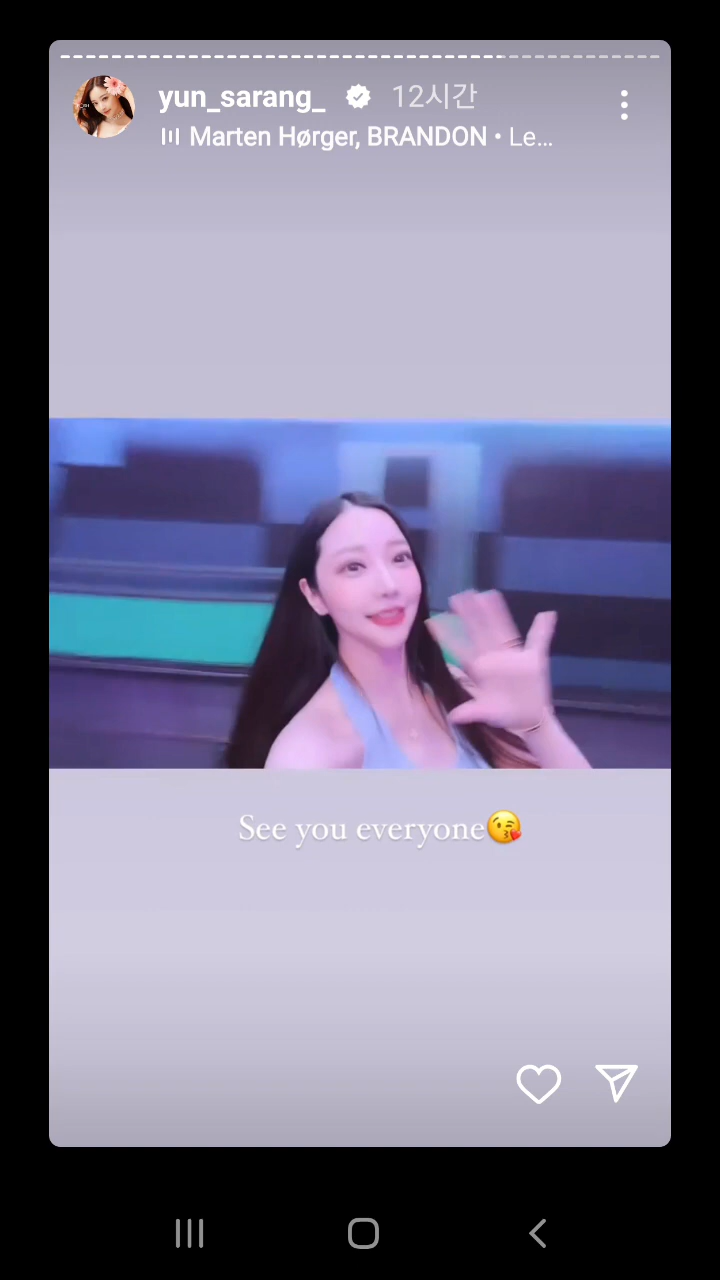 yun_sarang_ 12시간
Marten Hørger, BRANDON • Le...
See you everyone😘